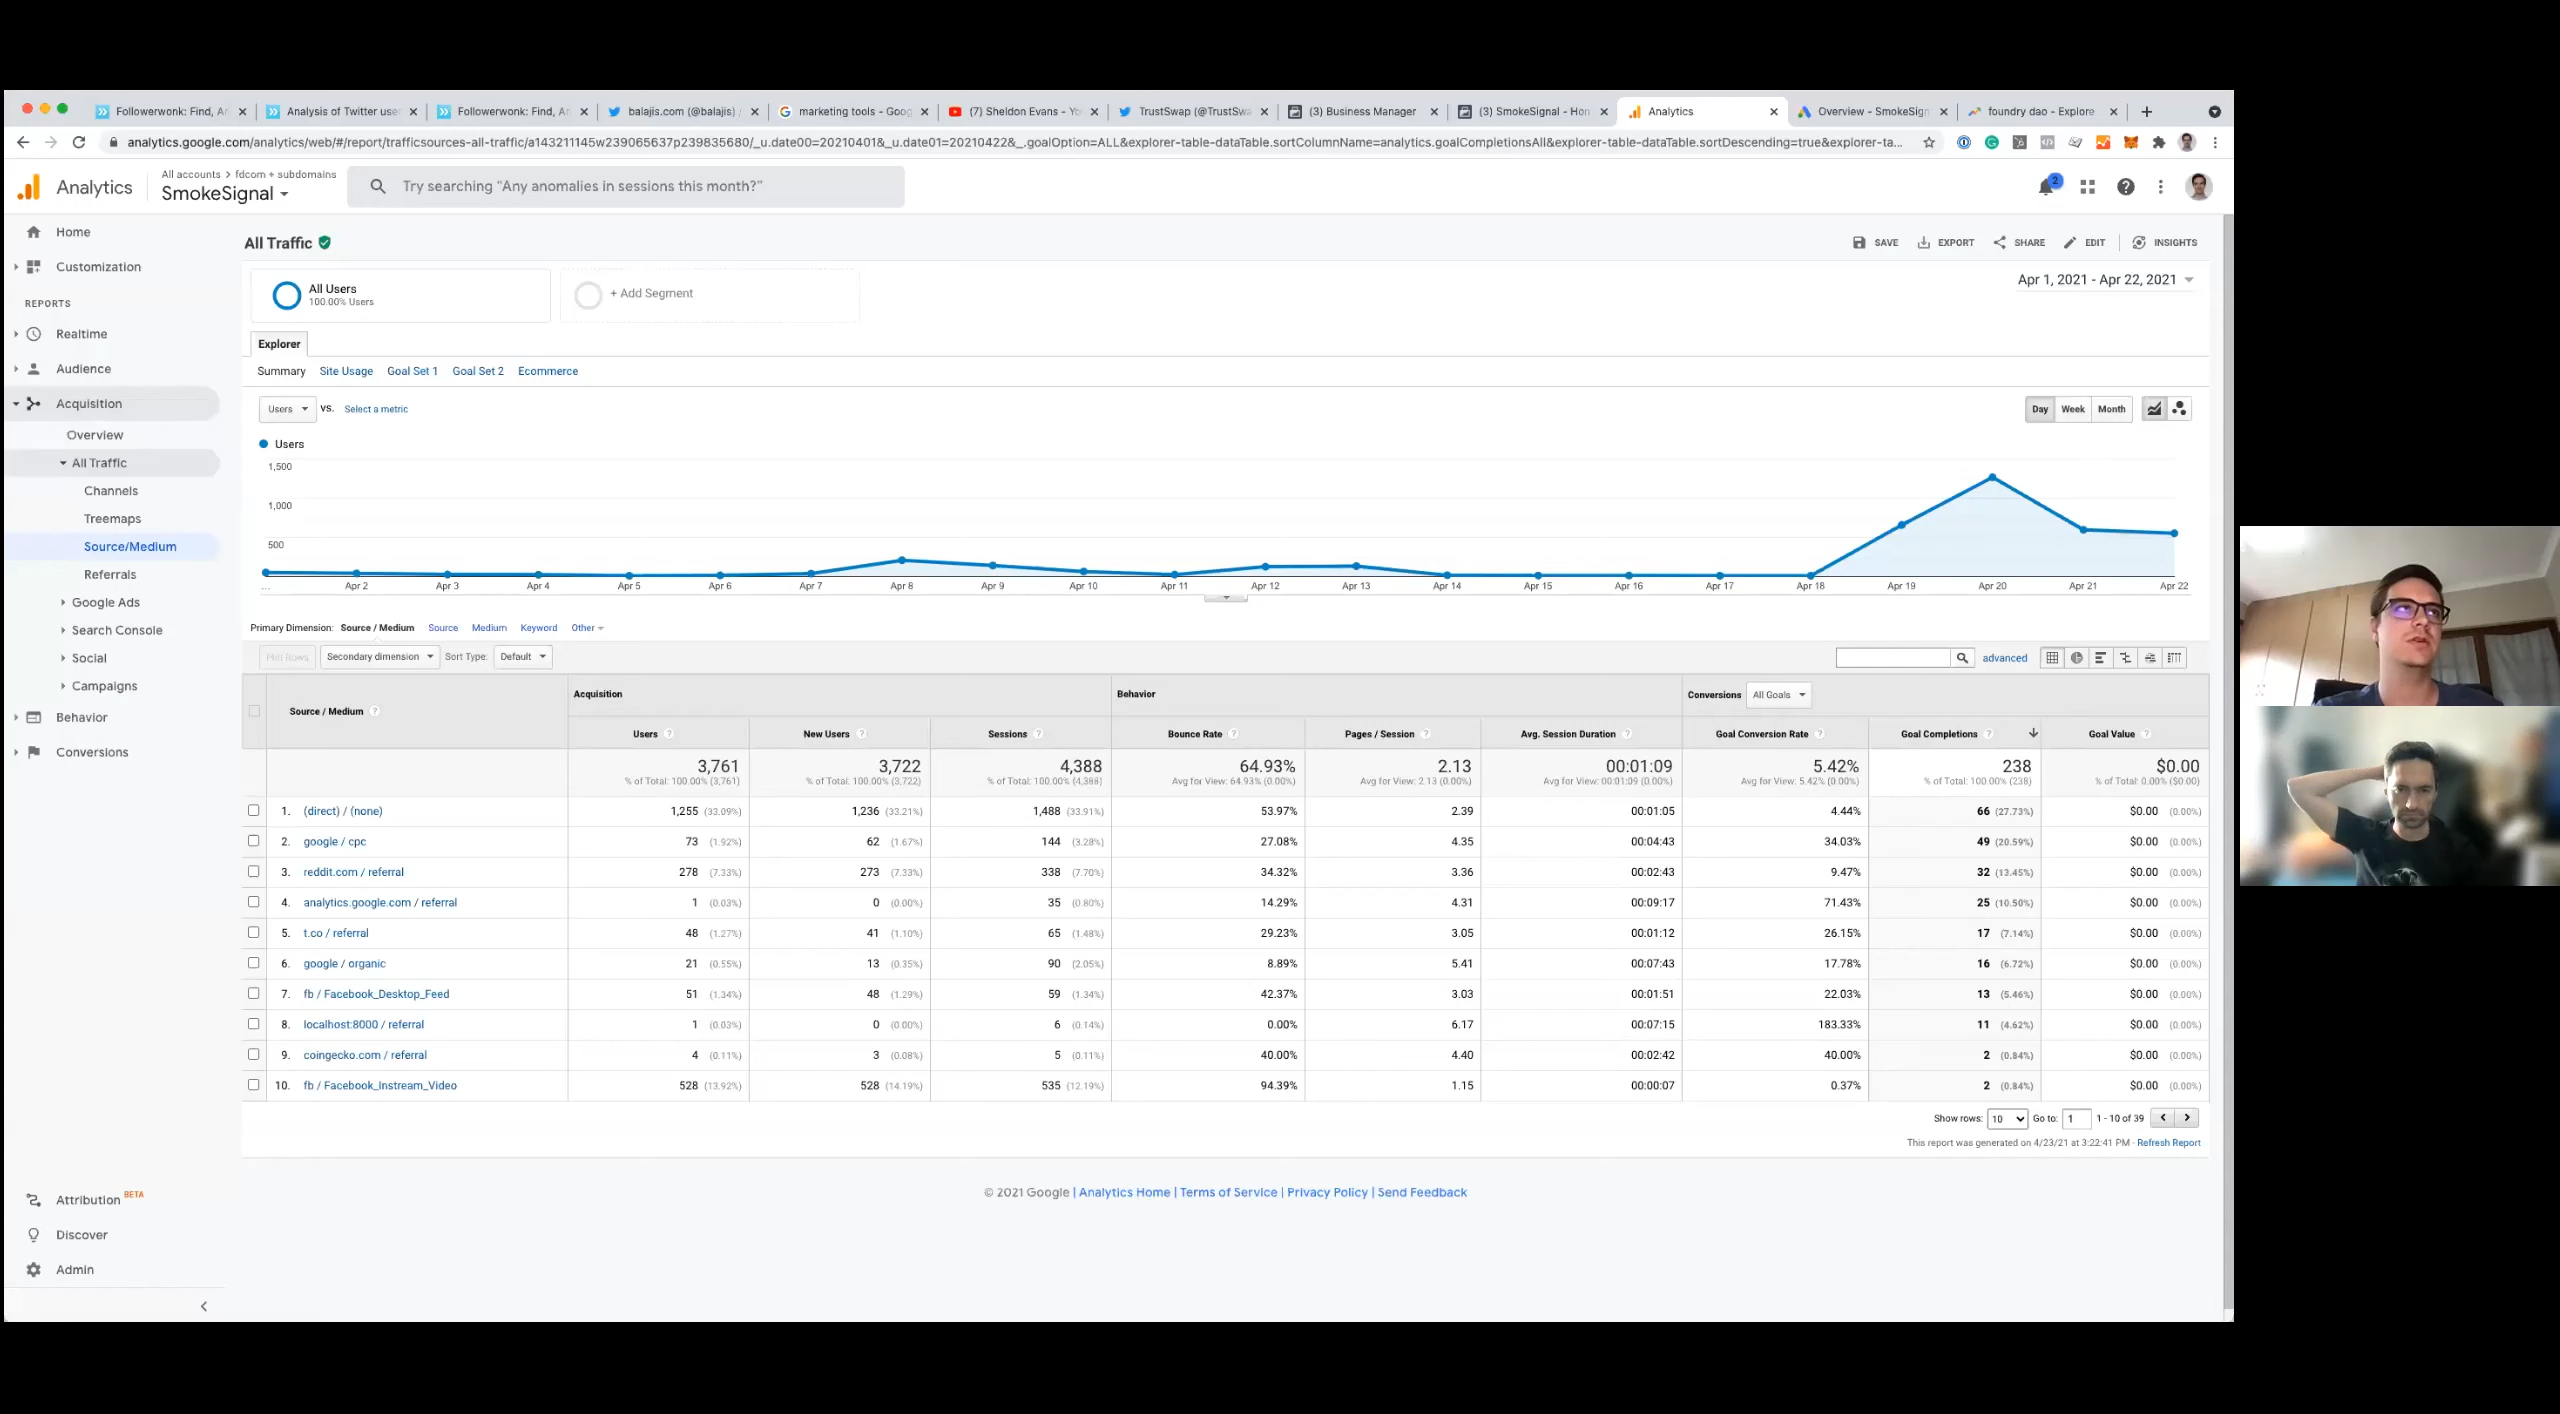 Followerwonk: Find, An
Analysis of Twitter user
Followerwonk: Find, An
balajis.com (@balajis) /
marketing tools - Goog
(7) Sheldon Evans - Yo
TrustSwap (@TrustSwa
(3) Business Manager
(3) SmokeSignal - Hon
Analytics
Overview - SmokeSign
foundry dao - Explore
analytics.google.com/analytics/web/#/report/trafficsources-all-traffic/a143211145w239065637p239835680/_u.date00=20210401&_u.date01=20210422&_.goalOption=ALL&explorer-table-dataTable.sortColumnName=analytics.goalCompletionsAll&explorer-table-dataTable.sortDescending=true&explorer-ta...
Analytics
All accounts > fdcom + subdomains
SmokeSignal
Try searching "Any anomalies in sessions this month?"
2
Home
Customization
REPORTS
Realtime
Audience
Acquisition
Overview
All Traffic
Channels
Treemaps
Source/Medium
Referrals
Google Ads
Search Console
Social
Campaigns
Behavior
Conversions
Attribution BETA
Discover
Admin
All Traffic
SAVE EXPORT SHARE EDIT INSIGHTS
All Users
100.00% Users
+ Add Segment
Apr 1, 2021 - Apr 22, 2021
Explorer
Summary Site Usage Goal Set 1 Goal Set 2 Ecommerce
Users VS. Select a metric
Day Week Month
Users
1,500
1,000
500
... Apr 2 Apr 3 Apr 4 Apr 5 Apr 6 Apr 7 Apr 8 Apr 9 Apr 10 Apr 11 Apr 12 Apr 13 Apr 14 Apr 15 Apr 16 Apr 17 Apr 18 Apr 19 Apr 20 Apr 21 Apr 22
Primary Dimension: Source / Medium Source Medium Keyword Other
Plot Rows Secondary dimension Sort Type: Default advanced
Source / Medium Acquisition Behavior Conversions All Goals
Users New Users Sessions Bounce Rate Pages / Session Avg. Session Duration Goal Conversion Rate Goal Completions Goal Value
3,761 3,722 4,388 64.93% 2.13 00:01:09 5.42% 238 $0.00
% of Total: 100.00% (3,761) % of Total: 100.00% (3,722) % of Total: 100.00% (4,388) Avg for View: 64.93% (0.00%) Avg for View: 2.13 (0.00%) Avg for View: 00:01:09 (0.00%) Avg for View: 5.42% (0.00%) % of Total: 100.00% (238) % of Total: 0.00% ($0.00)
1. (direct) / (none) 1,255 (33.09%) 1,236 (33.21%) 1,488 (33.91%) 53.97% 2.39 00:01:05 4.44% 66 (27.73%) $0.00 (0.00%)
2. google / cpc 73 (1.92%) 62 (1.67%) 144 (3.28%) 27.08% 4.35 00:04:43 34.03% 49 (20.59%) $0.00 (0.00%)
3. reddit.com / referral 278 (7.33%) 273 (7.33%) 338 (7.70%) 34.32% 3.36 00:02:43 9.47% 32 (13.45%) $0.00 (0.00%)
4. analytics.google.com / referral 1 (0.03%) 0 (0.00%) 35 (0.80%) 14.29% 4.31 00:09:17 71.43% 25 (10.50%) $0.00 (0.00%)
5. t.co / referral 48 (1.27%) 41 (1.10%) 65 (1.48%) 29.23% 3.05 00:01:12 26.15% 17 (7.14%) $0.00 (0.00%)
6. google / organic 21 (0.55%) 13 (0.35%) 90 (2.05%) 8.89% 5.41 00:07:43 17.78% 16 (6.72%) $0.00 (0.00%)
7. fb / Facebook_Desktop_Feed 51 (1.34%) 48 (1.29%) 59 (1.34%) 42.37% 3.03 00:01:51 22.03% 13 (5.46%) $0.00 (0.00%)
8. localhost:8000 / referral 1 (0.03%) 0 (0.00%) 6 (0.14%) 0.00% 6.17 00:07:15 183.33% 11 (4.62%) $0.00 (0.00%)
9. coingecko.com / referral 4 (0.11%) 3 (0.08%) 5 (0.11%) 40.00% 4.40 00:02:42 40.00% 2 (0.84%) $0.00 (0.00%)
10. fb / Facebook_Instream_Video 528 (13.92%) 528 (14.19%) 535 (12.19%) 94.39% 1.15 00:00:07 0.37% 2 (0.84%) $0.00 (0.00%)
Show rows: 10 Go to: 1 1 - 10 of 39
This report was generated on 4/23/21 at 3:22:41 PM - Refresh Report
© 2021 Google | Analytics Home | Terms of Service | Privacy Policy | Send Feedback